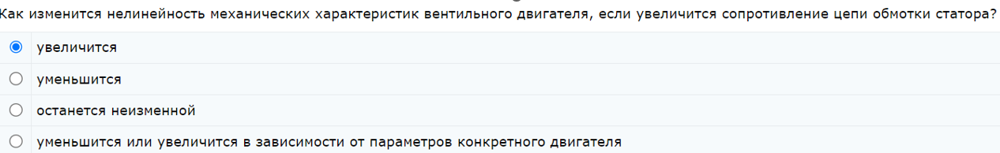 Как изменится нелинейность механических характеристик вентильного двигателя, если увеличится сопротивление цепи обмотки статора?
увеличится
уменьшится
останется неизменной
уменьшится или увеличится в зависимости от параметров конкретного двигателя